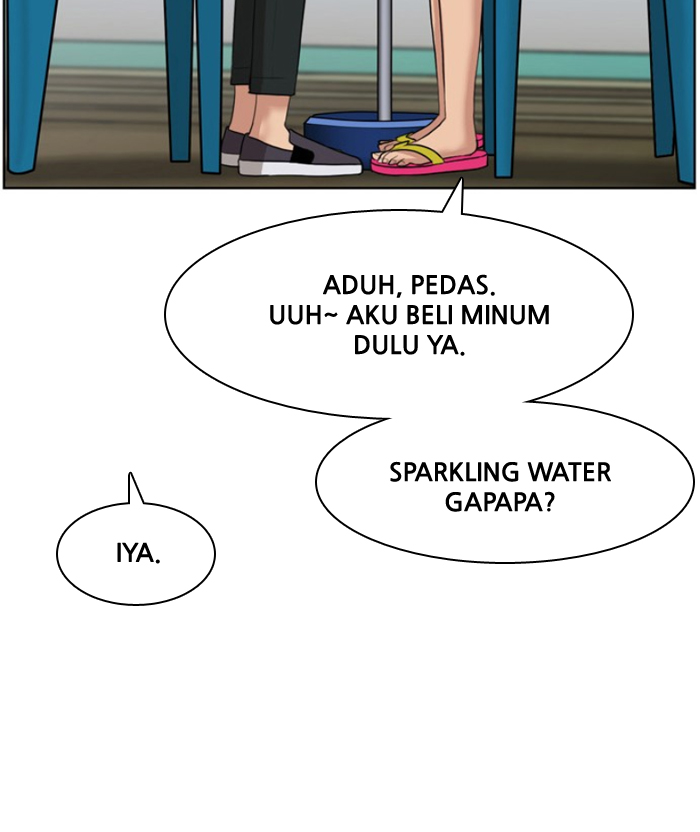 ADUH, PEDAS.
UUH~ AKU BELI MINUM
DULU YA.
SPARKLING WATER
GAPAPA?
IYA.